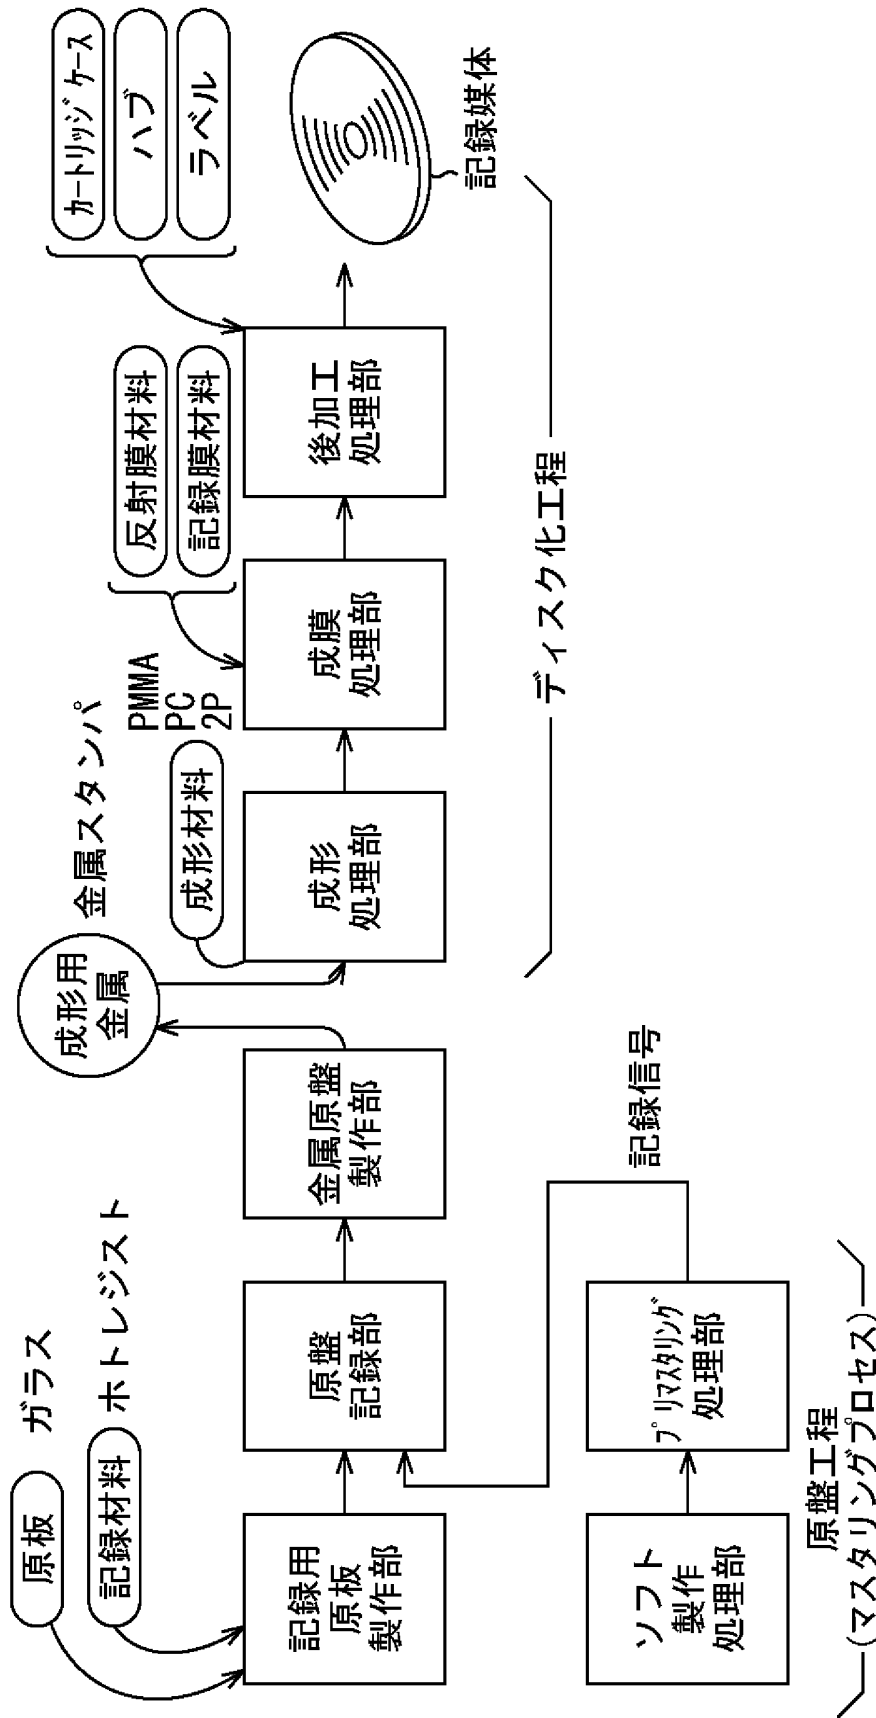 原板
ガラス
記録材料
ホトレジスト
記録用
原板
製作部
原盤
記録部
金属原盤
製作部
成形用
金属
金属スタンパ
成形材料
PMMA
PC
2P
成形
処理部
反射膜材料
記録膜材料
成膜
処理部
カートリッジケース
ハブ
ラベル
後加工
処理部
記録媒体
ディスク化工程
ソフト
製作
処理部
プリマスタリング
処理部
記録信号
原盤工程
(マスタリングプロセス)